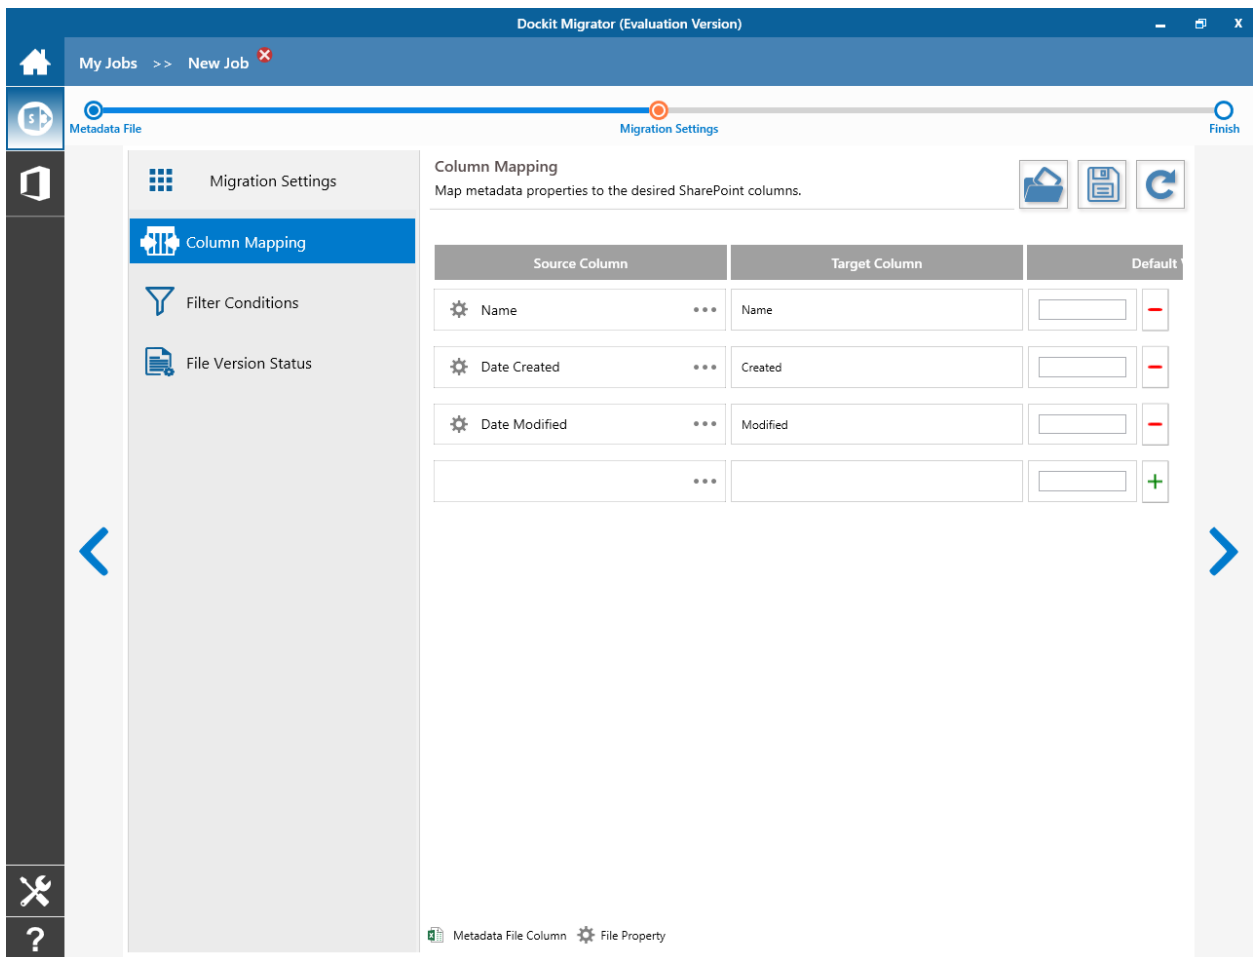 Dockit Migrator (Evaluation Version)
My Jobs >> New Job
Metadata File
Migration Settings
Finish
Migration Settings
Column Mapping
Filter Conditions
File Version Status
Column Mapping
Map metadata properties to the desired SharePoint columns.
Source Column Target Column Default
Name Name
Date Created Created
Date Modified Modified
Metadata File Column File Property